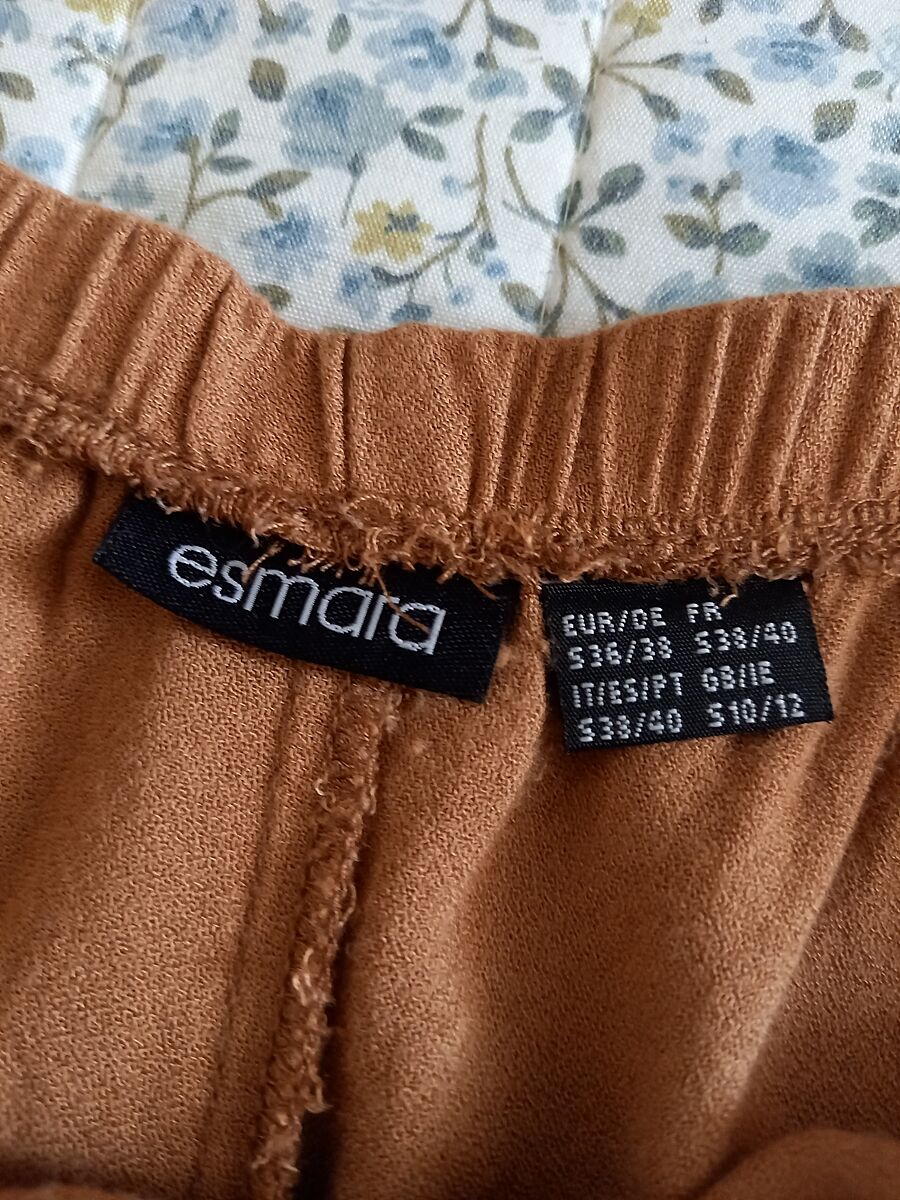 esmara
EUR/DE FR
S36/38 S38/40
IT/ES/PT GB/IE
S38/40 S10/12